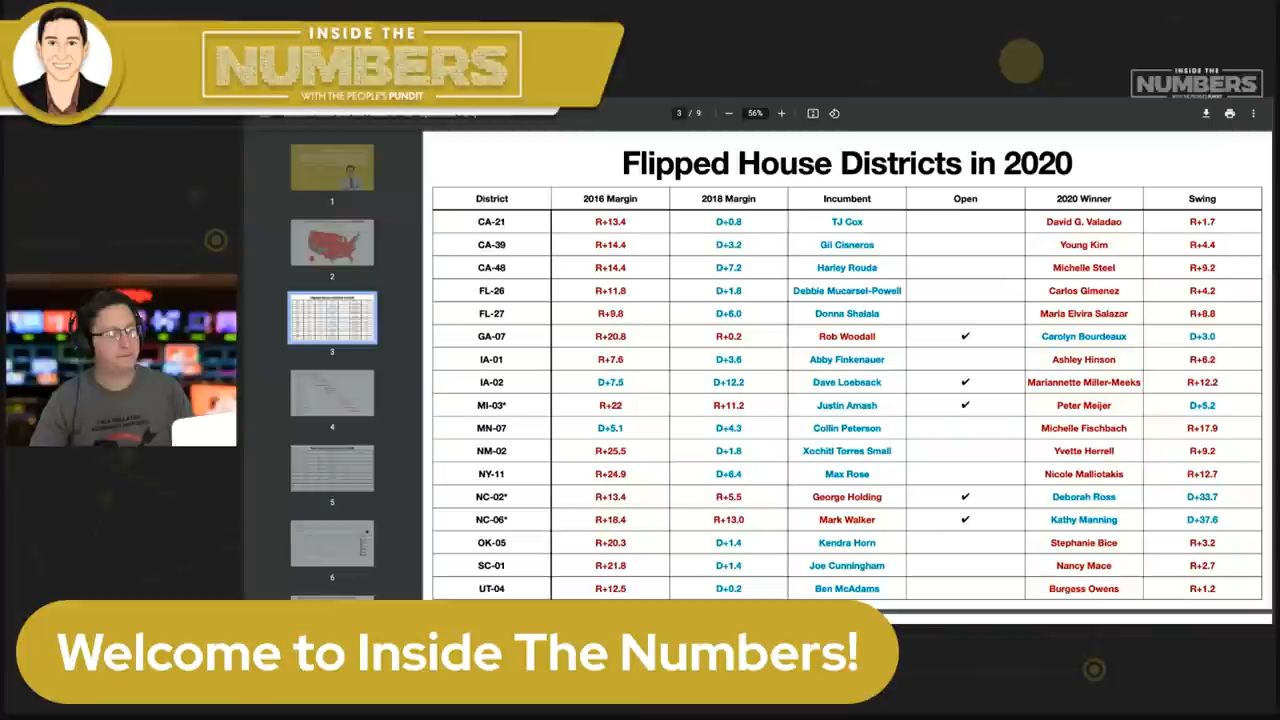 INSIDE THE
NUMBERS
WITH THE PEOPLE'S PUNDIT
INSIDE THE
NUMBERS
WITH THE PEOPLE'S PUNDIT
3 / 9 — 56% +
1
2
3
4
5
6
Flipped House Districts in 2020
District 2016 Margin 2018 Margin Incumbent Open 2020 Winner Swing
CA-21 R+13.4 D+0.8 TJ Cox David G. Valadao R+1.7
CA-39 R+14.4 D+3.2 Gil Cisneros Young Kim R+4.4
CA-48 R+14.4 D+7.2 Harley Rouda Michelle Steel R+9.2
FL-26 R+11.8 D+1.8 Debbie Mucarsel-Powell Carlos Gimenez R+4.2
FL-27 R+9.8 D+6.0 Donna Shalala Maria Elvira Salazar R+8.8
GA-07 R+20.8 R+0.2 Rob Woodall ✓ Carolyn Bourdeaux D+3.0
IA-01 R+7.6 D+3.6 Abby Finkenauer Ashley Hinson R+6.2
IA-02 D+7.5 D+12.2 Dave Loebsack ✓ Mariannette Miller-Meeks R+12.2
MI-03* R+22 R+11.2 Justin Amash ✓ Peter Meijer D+5.2
MN-07 D+5.1 D+4.3 Collin Peterson Michelle Fischbach R+17.9
NM-02 R+25.5 D+1.8 Xochitl Torres Small Yvette Herrell R+9.2
NY-11 R+24.9 D+6.4 Max Rose Nicole Malliotakis R+12.7
NC-02* R+13.4 R+5.5 George Holding ✓ Deborah Ross D+33.7
NC-06* R+18.4 R+13.0 Mark Walker ✓ Kathy Manning D+37.6
OK-05 R+20.3 D+1.4 Kendra Horn Stephanie Bice R+3.2
SC-01 R+21.8 D+1.4 Joe Cunningham Nancy Mace R+2.7
UT-04 R+12.5 D+0.2 Ben McAdams Burgess Owens R+1.2
Welcome to Inside The Numbers!